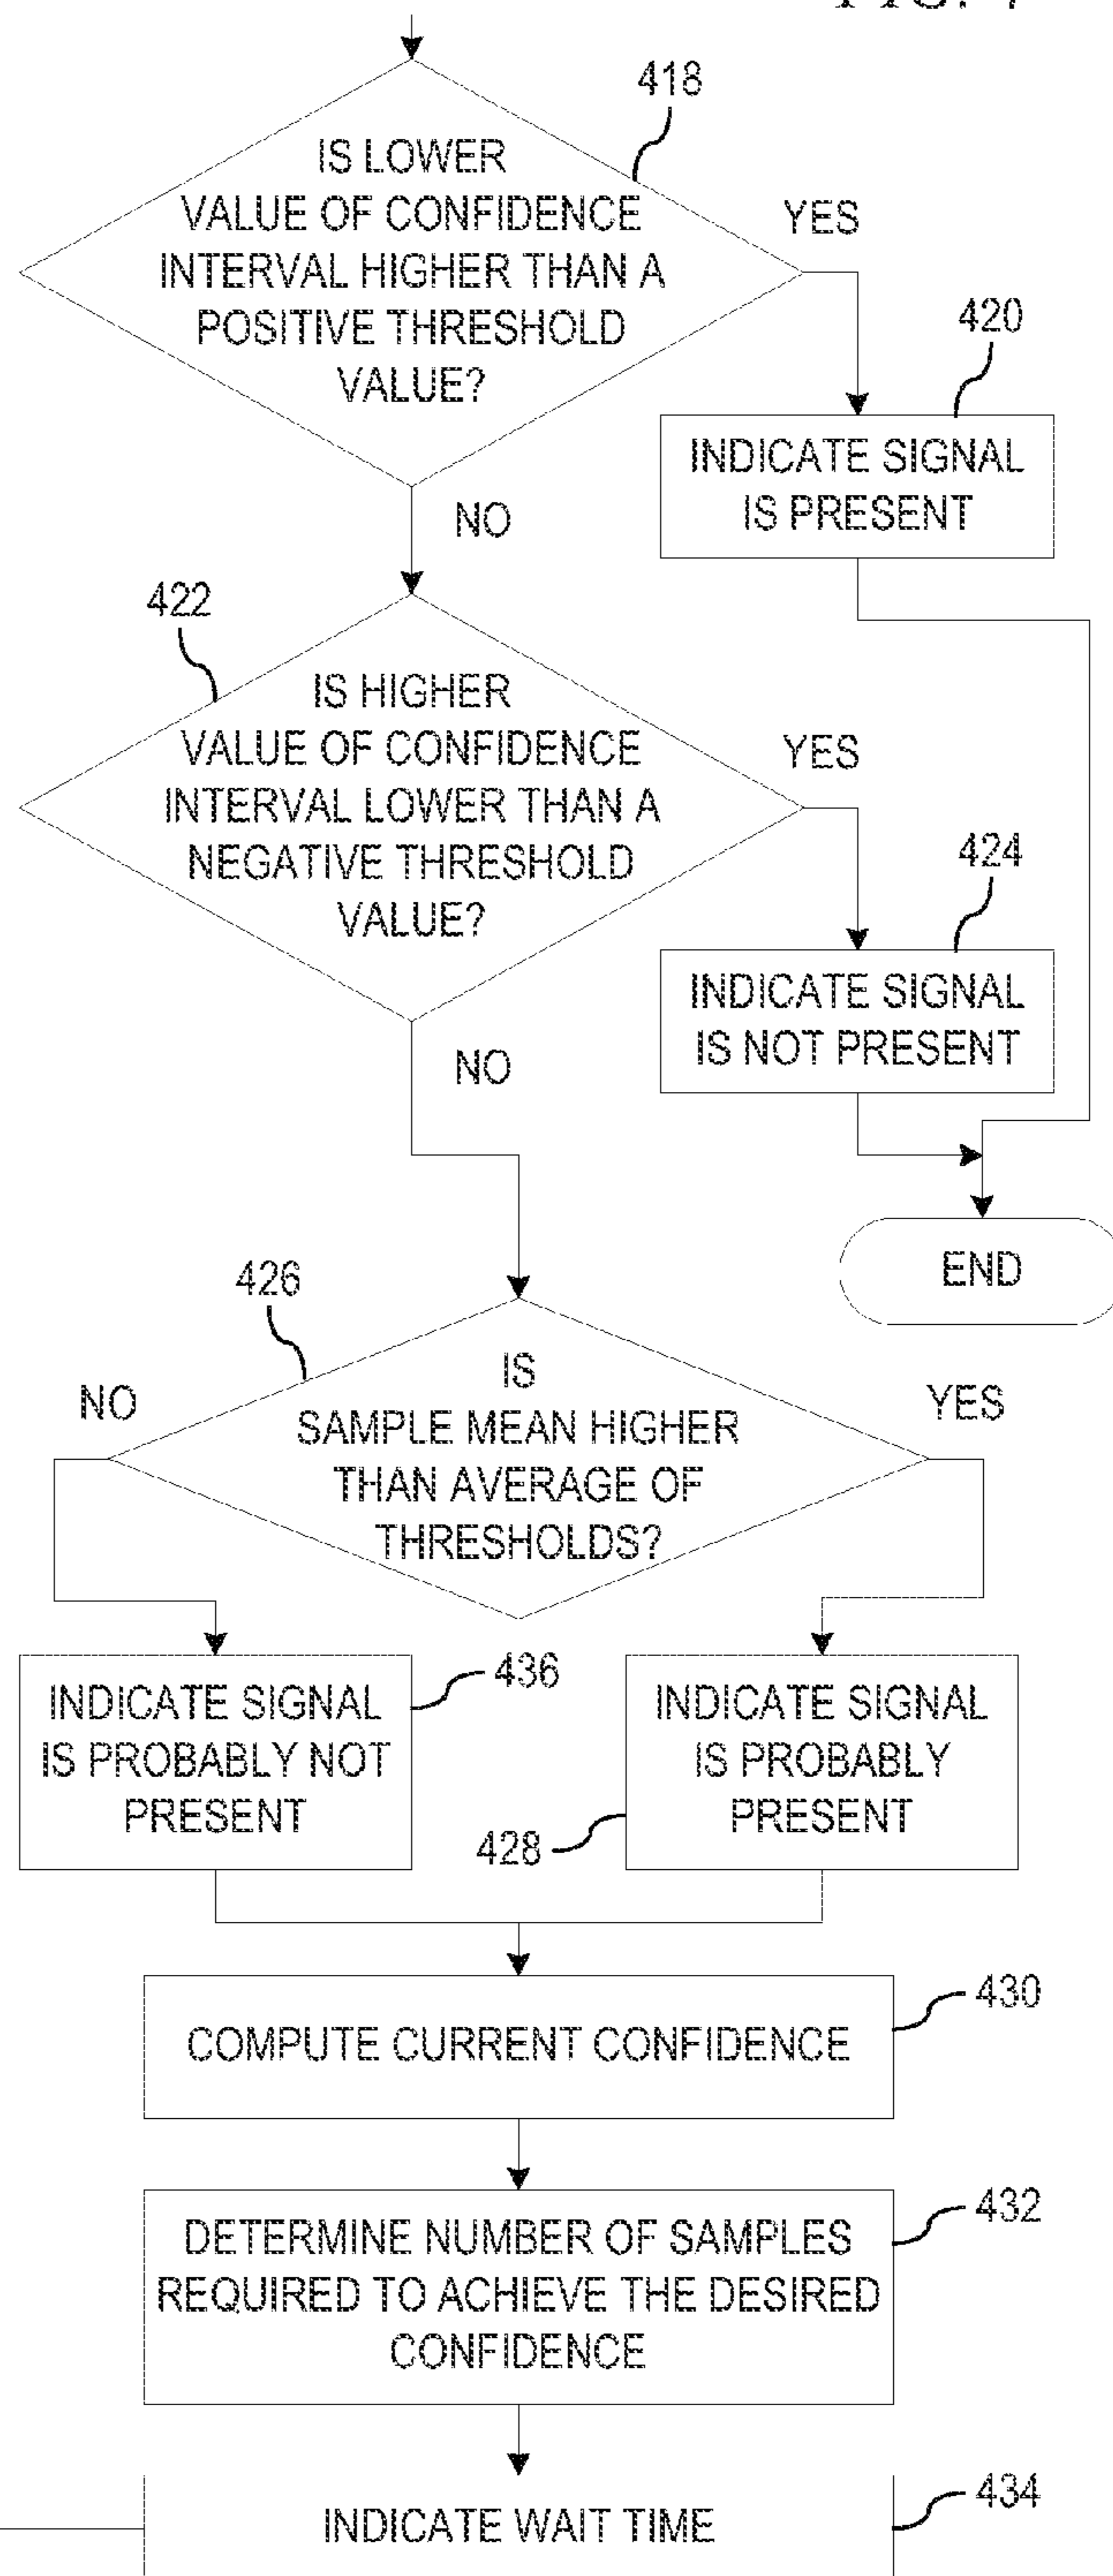 418
IS LOWER
VALUE OF CONFIDENCE
INTERVAL HIGHER THAN A
POSITIVE THRESHOLD
VALUE?
YES
420
INDICATE SIGNAL
IS PRESENT
NO
422
IS HIGHER
VALUE OF CONFIDENCE
INTERVAL LOWER THAN A
NEGATIVE THRESHOLD
VALUE?
YES
424
INDICATE SIGNAL
IS NOT PRESENT
NO
END
426
IS
SAMPLE MEAN HIGHER
THAN AVERAGE OF
THRESHOLDS?
NO
YES
INDICATE SIGNAL
IS PROBABLY NOT
PRESENT
436
INDICATE SIGNAL
IS PROBABLY
PRESENT
428
COMPUTE CURRENT CONFIDENCE
430
DETERMINE NUMBER OF SAMPLES
REQUIRED TO ACHIEVE THE DESIRED
CONFIDENCE
432
INDICATE WAIT TIME
434